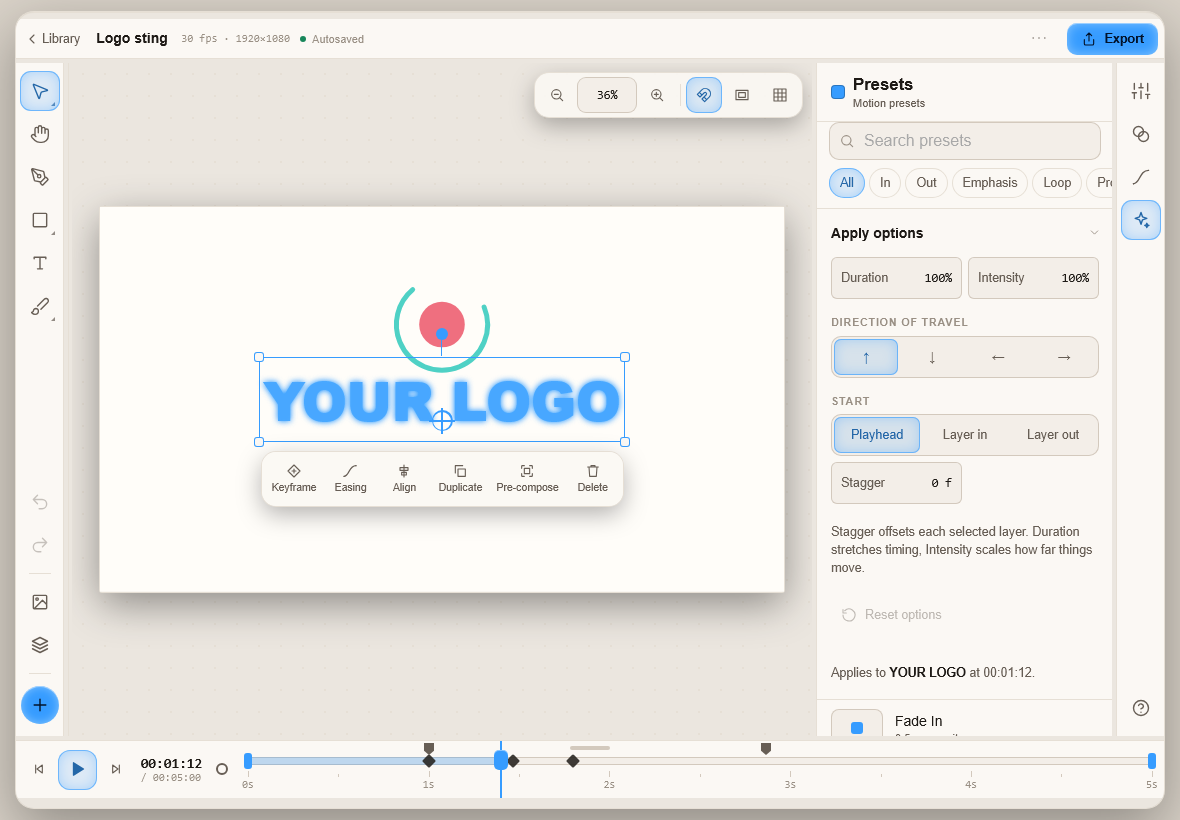 Library
Logo sting
30 fps · 1920×1080
Autosaved
Export
36%
Presets
Motion presets
Search presets
All
In
Out
Emphasis
Loop
Apply options
Duration 100%
Intensity 100%
DIRECTION OF TRAVEL
↑ ↓ ← →
START
Playhead
Layer in
Layer out
Stagger 0 f
Stagger offsets each selected layer. Duration
stretches timing, Intensity scales how far things
move.
Reset options
Applies to YOUR LOGO at 00:01:12.
Fade In
YOUR LOGO
Keyframe
Easing
Align
Duplicate
Pre-compose
Delete
00:01:12
/ 00:05:00
0s
1s
2s
3s
4s
5s